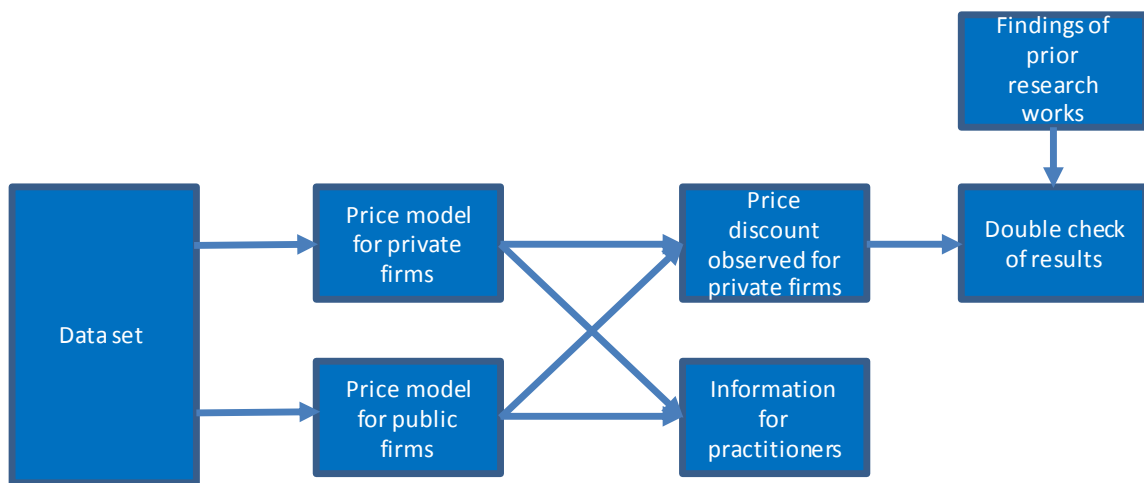 Findings of
prior
research
works
Data set
Price model
for private
firms
Price
discount
observed for
private firms
Double check
of results
Price model
for public
firms
Information
for
practitioners